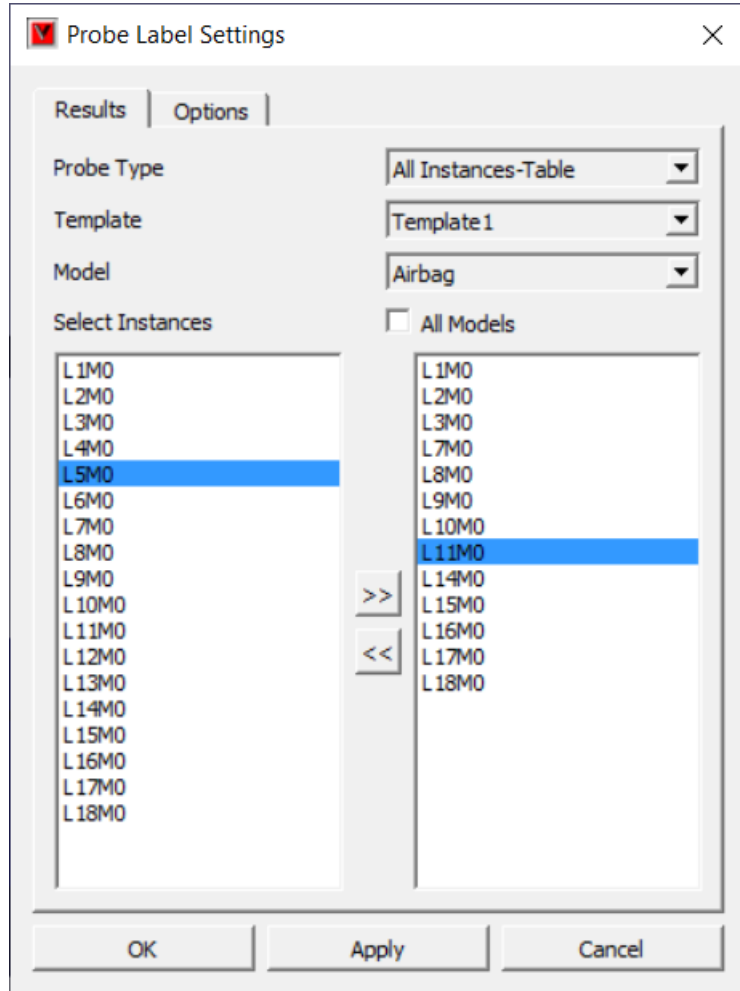 Probe Label Settings
Results Options
Probe Type All Instances-Table
Template Template1
Model Airbag
Select Instances All Models
L1M0 L1M0
L2M0 L2M0
L3M0 L3M0
L4M0 L7M0
L5M0 L8M0
L6M0 L9M0
L7M0 L10M0
L8M0 L11M0
L9M0 L14M0
L10M0 L15M0
L11M0 L16M0
L12M0 L17M0
L13M0 L18M0
L14M0
L15M0
L16M0
L17M0
L18M0
>>
<<
OK Apply Cancel